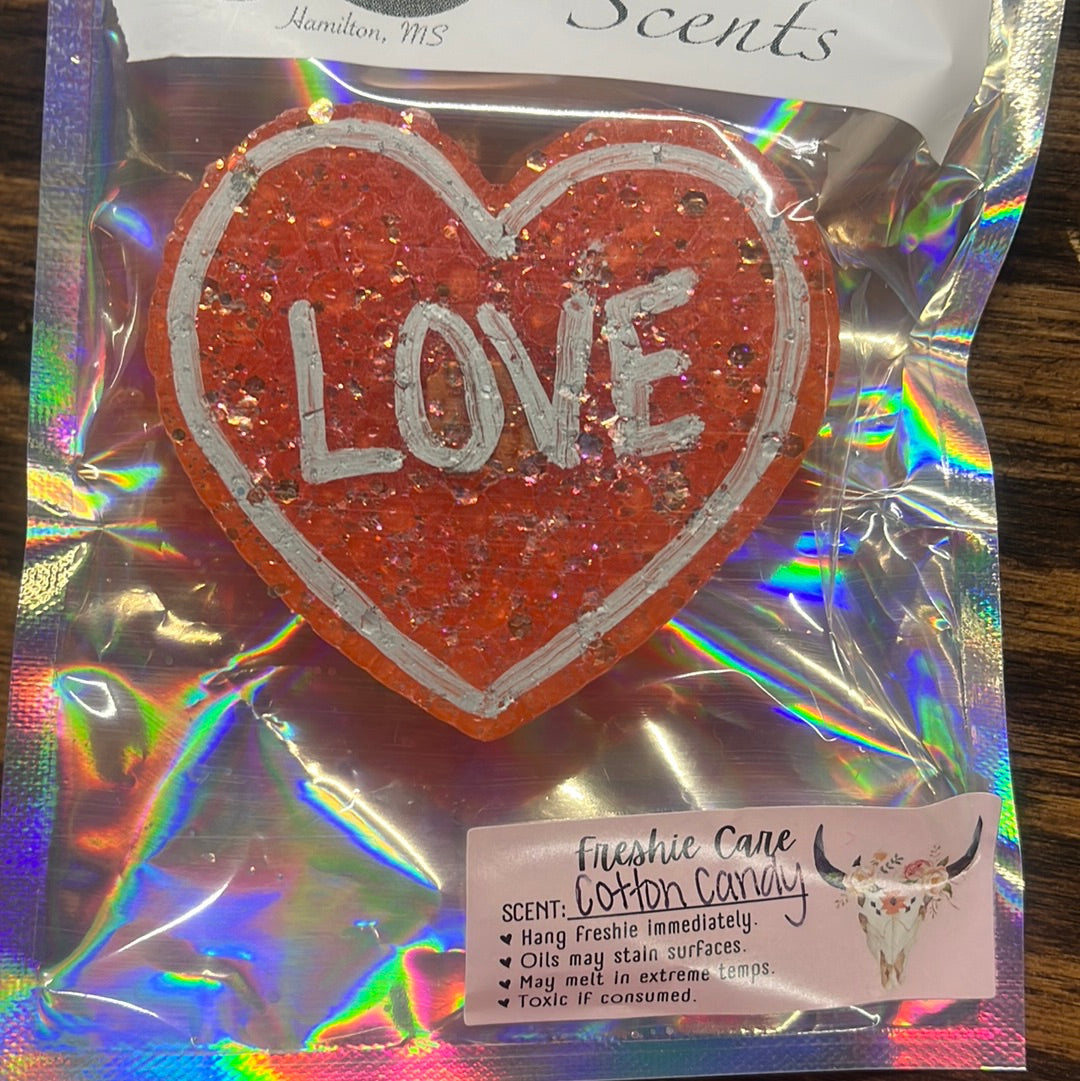 Scents
Hamilton, MS
LOVE
Freshie Care
SCENT: Cotton Candy
Hang freshie immediately.
Oils may stain surfaces.
May melt in extreme temps.
Toxic if consumed.